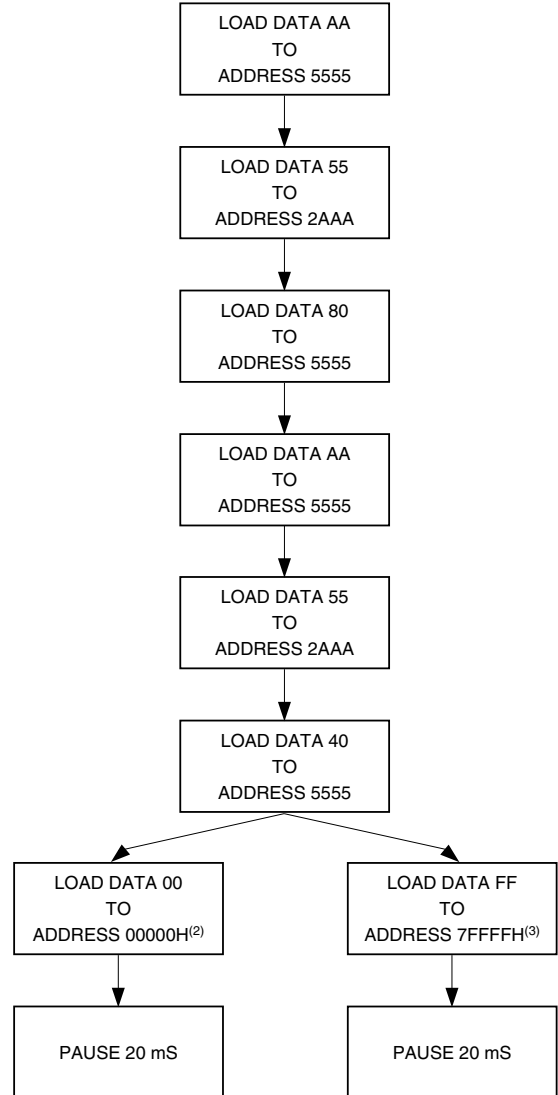 LOAD DATA AA
TO
ADDRESS 5555
LOAD DATA 55
TO
ADDRESS 2AAA
LOAD DATA 80
TO
ADDRESS 5555
LOAD DATA AA
TO
ADDRESS 5555
LOAD DATA 55
TO
ADDRESS 2AAA
LOAD DATA 40
TO
ADDRESS 5555
LOAD DATA 00
TO
ADDRESS 00000H(2)
PAUSE 20 mS
LOAD DATA FF
TO
ADDRESS 7FFFFH(3)
PAUSE 20 mS